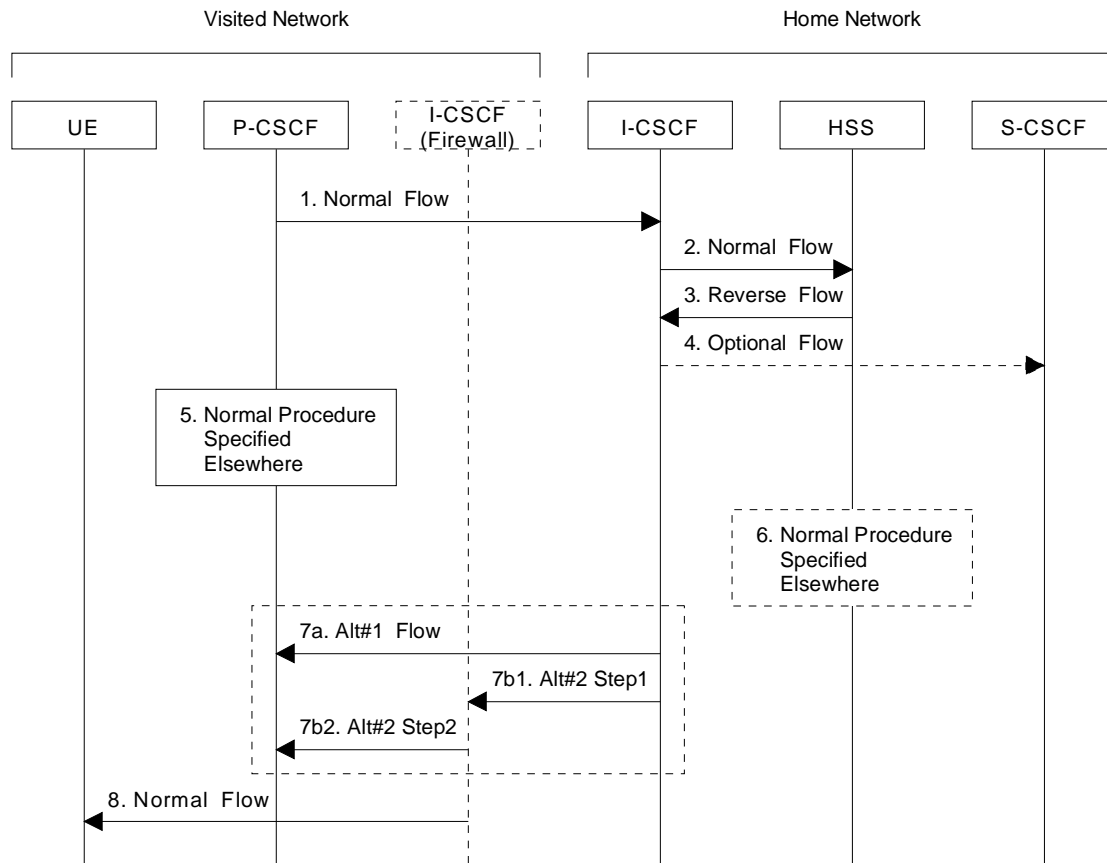 Visited Network
Home Network
UE
P-CSCF
I-CSCF
(Firewall)
I-CSCF
HSS
S-CSCF
1. Normal Flow
2. Normal Flow
3. Reverse Flow
4. Optional Flow
5. Normal Procedure
Specified
Elsewhere
6. Normal Procedure
Specified
Elsewhere
7a. Alt#1 Flow
7b1. Alt#2 Step1
7b2. Alt#2 Step2
8. Normal Flow